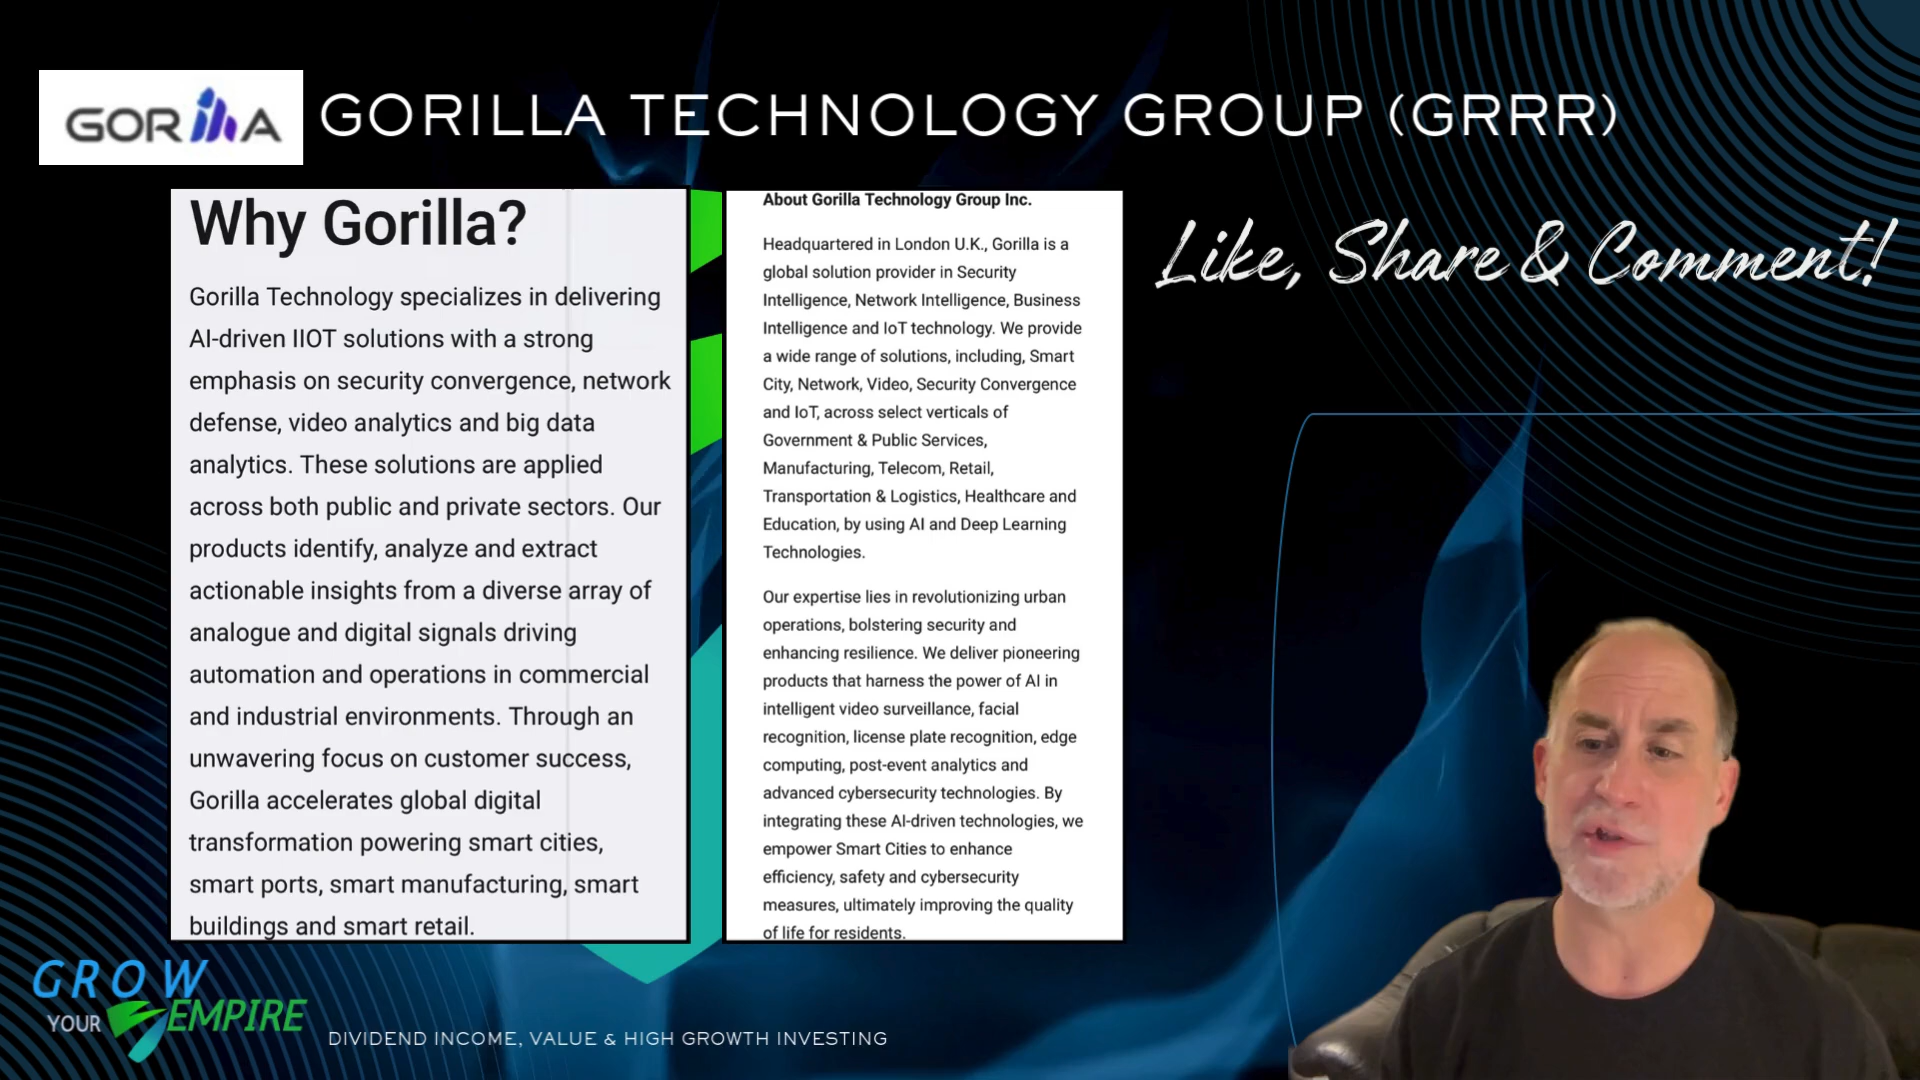 GORILLA
GORILLA TECHNOLOGY GROUP (GRRR)
Why Gorilla?
Gorilla Technology specializes in delivering
AI-driven IIOT solutions with a strong
emphasis on security convergence, network
defense, video analytics and big data
analytics. These solutions are applied
across both public and private sectors. Our
products identify, analyze and extract
actionable insights from a diverse array of
analogue and digital signals driving
automation and operations in commercial
and industrial environments. Through an
unwavering focus on customer success,
Gorilla accelerates global digital
transformation powering smart cities,
smart ports, smart manufacturing, smart
buildings and smart retail.
About Gorilla Technology Group Inc.
Headquartered in London U.K., Gorilla is a
global solution provider in Security
Intelligence, Network Intelligence, Business
Intelligence and IoT technology. We provide
a wide range of solutions, including, Smart
City, Network, Video, Security Convergence
and IoT, across select verticals of
Government & Public Services,
Manufacturing, Telecom, Retail,
Transportation & Logistics, Healthcare and
Education, by using AI and Deep Learning
Technologies.
Our expertise lies in revolutionizing urban
operations, bolstering security and
enhancing resilience. We deliver pioneering
products that harness the power of AI in
intelligent video surveillance, facial
recognition, license plate recognition, edge
computing, post-event analytics and
advanced cybersecurity technologies. By
integrating these AI-driven technologies, we
empower Smart Cities to enhance
efficiency, safety and cybersecurity
measures, ultimately improving the quality
of life for residents.
Like, Share & Comment!
GROW
YOUR EMPIRE
DIVIDEND INCOME, VALUE & HIGH GROWTH INVESTING